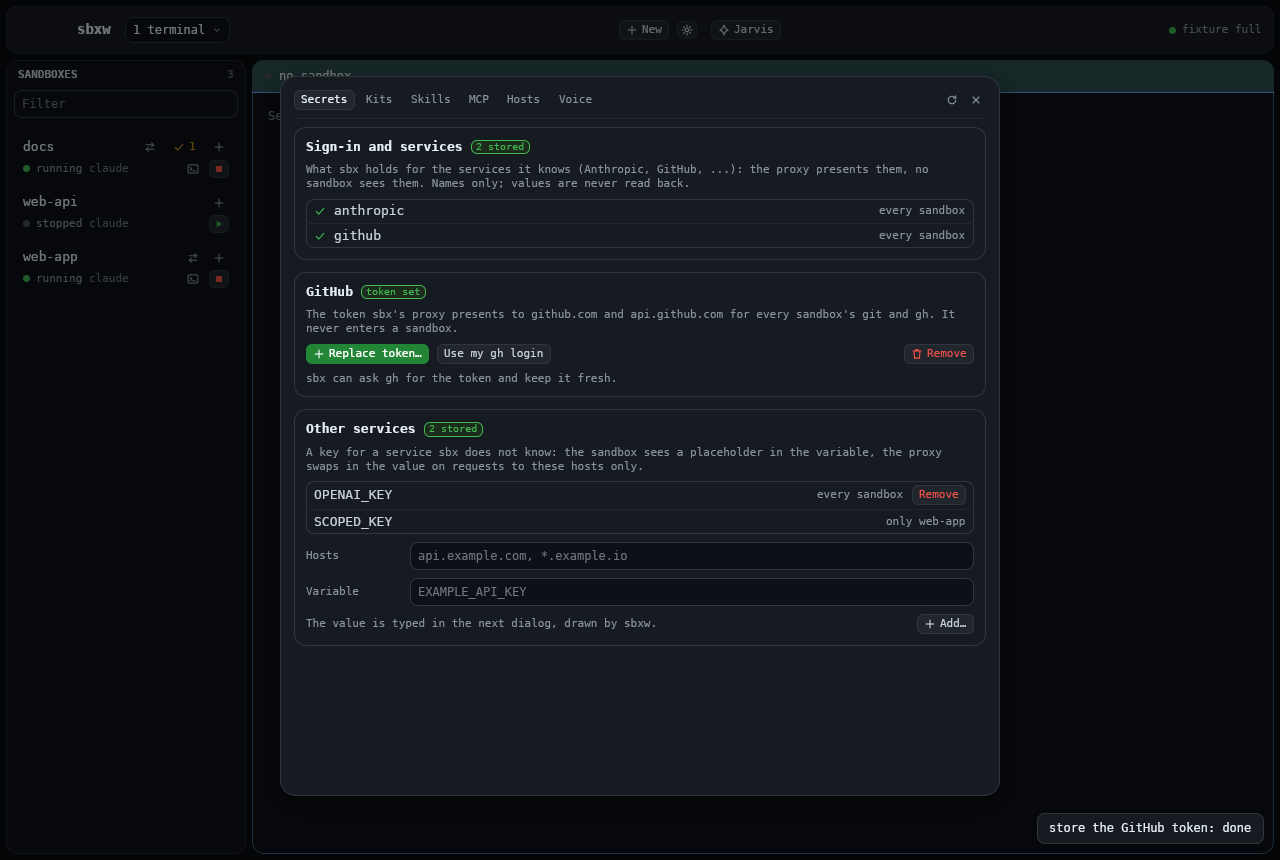 sbxw
1 terminal
New
Jarvis
fixture full
SANDBOXES 3
Filter
docs 1
running claude
web-api
stopped claude
web-app
running claude
no sandbox
Se
Secrets Kits Skills MCP Hosts Voice
Sign-in and services 2 stored
What sbx holds for the services it knows (Anthropic, GitHub, ...): the proxy presents them, no
sandbox sees them. Names only; values are never read back.
anthropic every sandbox
github every sandbox
GitHub token set
The token sbx's proxy presents to github.com and api.github.com for every sandbox's git and gh. It
never enters a sandbox.
Replace token… Use my gh login Remove
sbx can ask gh for the token and keep it fresh.
Other services 2 stored
A key for a service sbx does not know: the sandbox sees a placeholder in the variable, the proxy
swaps in the value on requests to these hosts only.
OPENAI_KEY every sandbox Remove
SCOPED_KEY only web-app
Hosts api.example.com, *.example.io
Variable EXAMPLE_API_KEY
The value is typed in the next dialog, drawn by sbxw. Add…
store the GitHub token: done